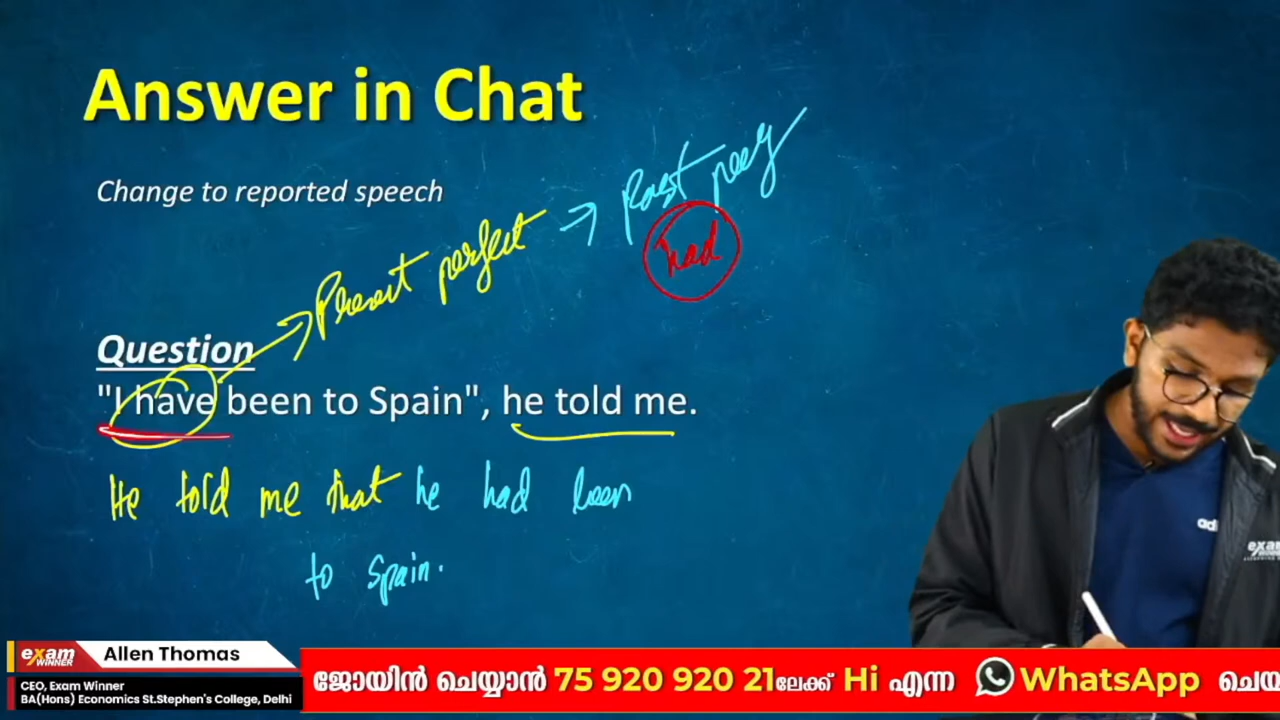 Answer in Chat
Change to reported speech
Present perfect → Past
had
Question
"I have been to Spain", he told me.
He told me that he had been
to Spain.
adi
exam
exam WINNER
Allen Thomas
CEO, Exam Winner
BA(Hons) Economics St.Stephen's College, Delhi
ജോയിൻ ചെയ്യാൻ 75 920 920 21ലേക്ക് Hi എന്ന WhatsApp ചെയ